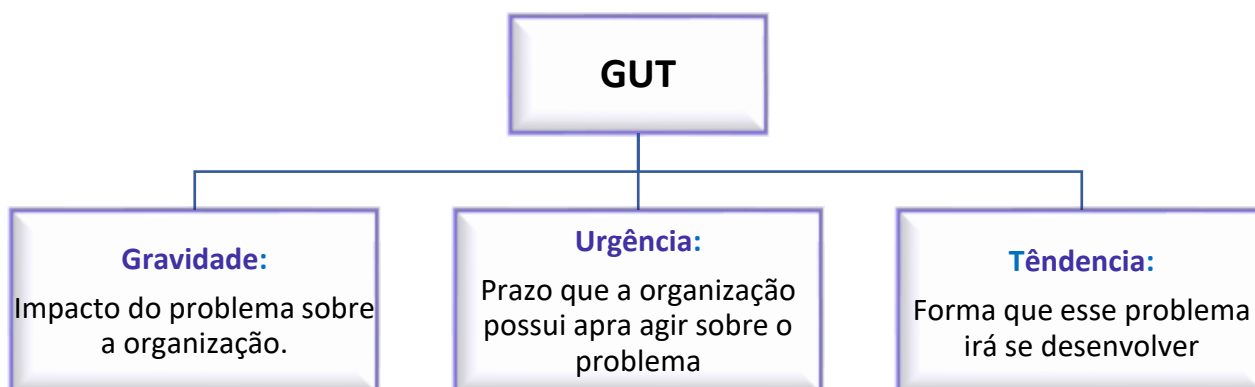 GUT
Gravidade:
Impacto do problema sobre
a organização.
Urgência:
Prazo que a organização
possui apra agir sobre o
problema
Têndencia:
Forma que esse problema
irá se desenvolver